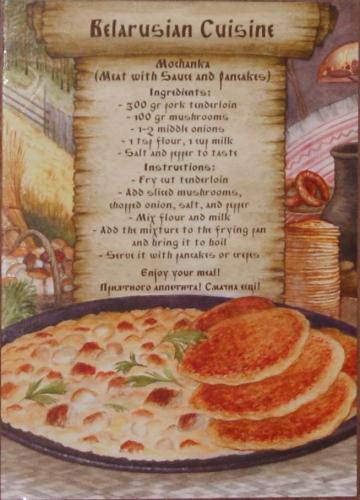 Belarusian Cuisine
Mochanka
(Meat with Sauce and Pancakes)
Ingredients:
- 300 gr pork tenderloin
- 100 gr mushrooms
- 1-2 middle onions
- 1 tsp flour, 1 cup milk
- Salt and pepper to taste
Instructions:
- Fry cut tenderloin
- Add sliced mushrooms,
chopped onion, salt, and pepper
- Mix flour and milk
- Add the mixture to the frying pan
and bring it to boil
- Serve it with pancakes or crepes
Enjoy your meal!
Приятного аппетита! Смачна есці!